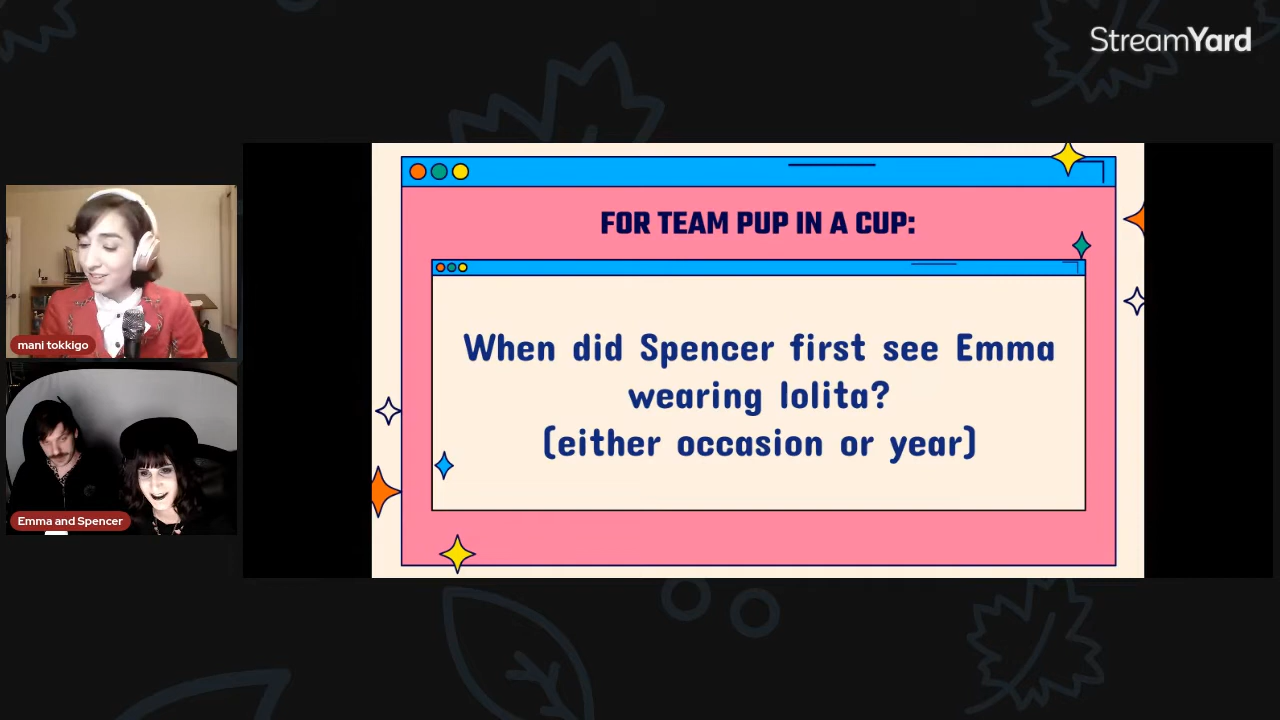 StreamYard
FOR TEAM PUP IN A CUP:
When did Spencer first see Emma
wearing lolita?
(either occasion or year)
mani tokkigo
Emma and Spencer